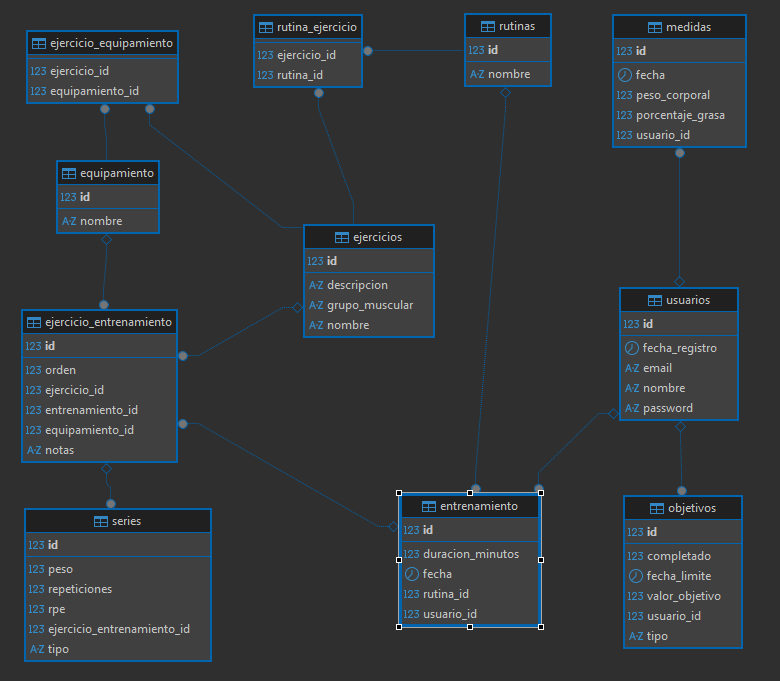 ejercicio_equipamiento
123 ejercicio_id
123 equipamiento_id
rutina_ejercicio
123 ejercicio_id
123 rutina_id
rutinas
123 id
A-Z nombre
medidas
123 id
fecha
123 peso_corporal
123 porcentaje_grasa
123 usuario_id
equipamiento
123 id
A-Z nombre
ejercicios
123 id
A-Z descripcion
A-Z grupo_muscular
A-Z nombre
usuarios
123 id
fecha_registro
A-Z email
A-Z nombre
A-Z password
ejercicio_entrenamiento
123 id
123 orden
123 ejercicio_id
123 entrenamiento_id
123 equipamiento_id
A-Z notas
series
123 id
123 peso
123 repeticiones
123 rpe
123 ejercicio_entrenamiento_id
A-Z tipo
entrenamiento
123 id
123 duracion_minutos
fecha
123 rutina_id
123 usuario_id
objetivos
123 id
123 completado
fecha_limite
123 valor_objetivo
123 usuario_id
A-Z tipo